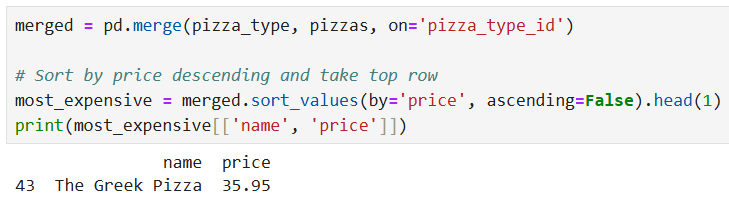 merged = pd.merge(pizza_type, pizzas, on='pizza_type_id')
# Sort by price descending and take top row
most_expensive = merged.sort_values(by='price', ascending=False).head(1)
print(most_expensive[['name', 'price']])
name price
43 The Greek Pizza 35.95